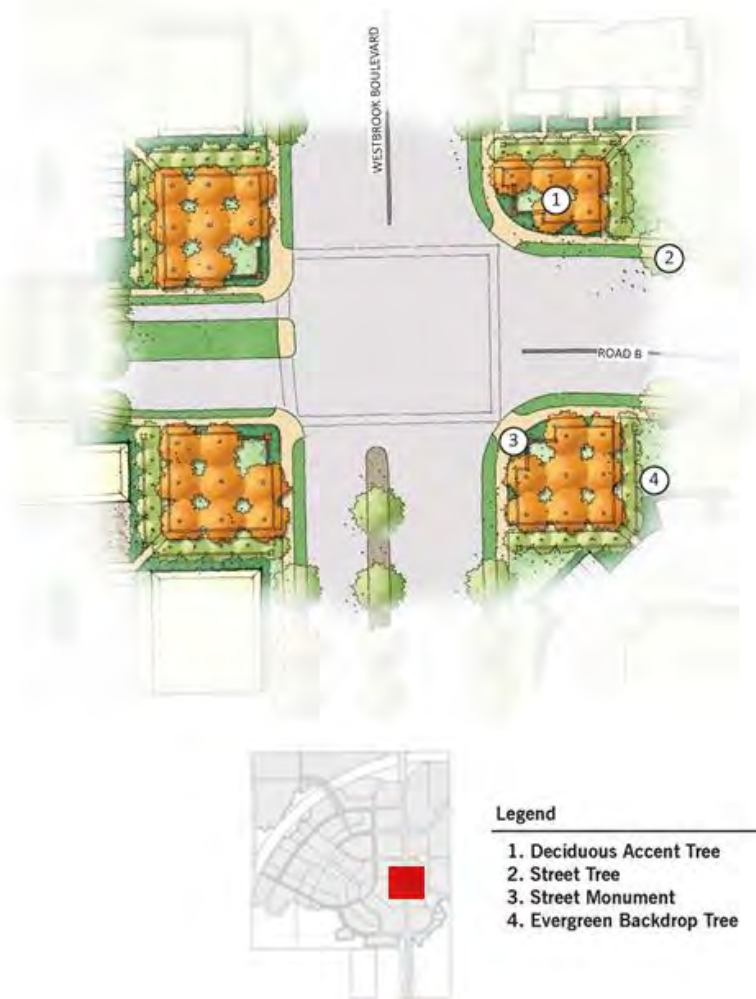 WESTBROOK BOULEVARD
1
2
ROAD B
3
4
Legend
1. Deciduous Accent Tree
2. Street Tree
3. Street Monument
4. Evergreen Backdrop Tree